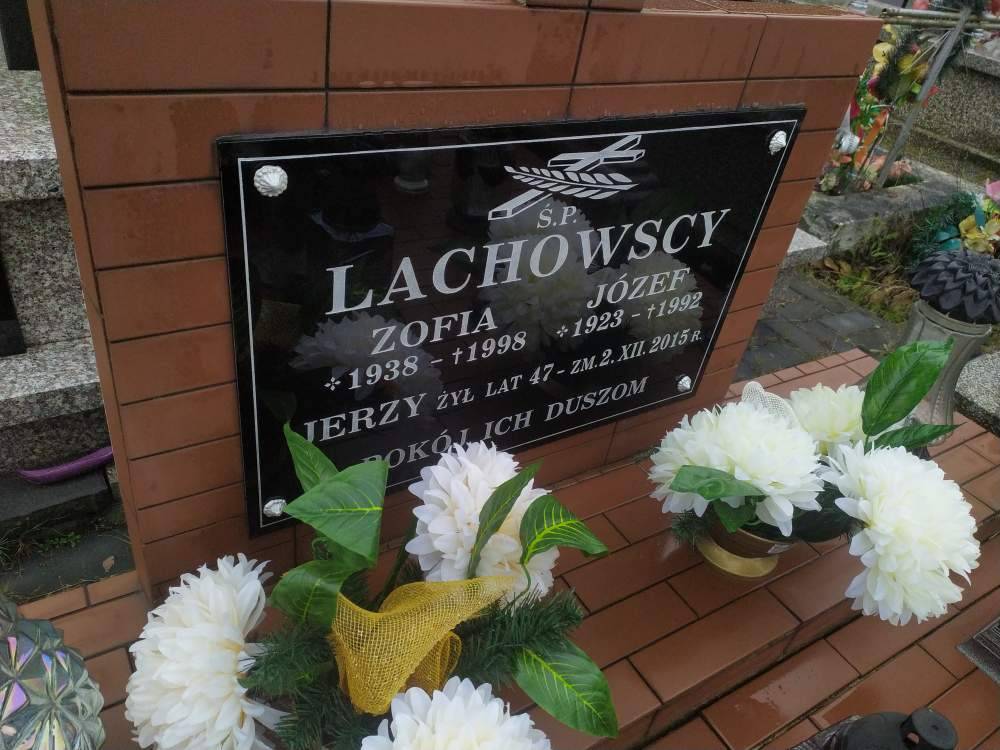 Ś.P.
LACHOWSCY
ZOFIA JÓZEF
1938 - †1998 1923 - †1992
JERZY ŻYŁ LAT 47 - ZM. 2. XII. 2015 R.
POKÓJ ICH DUSZOM